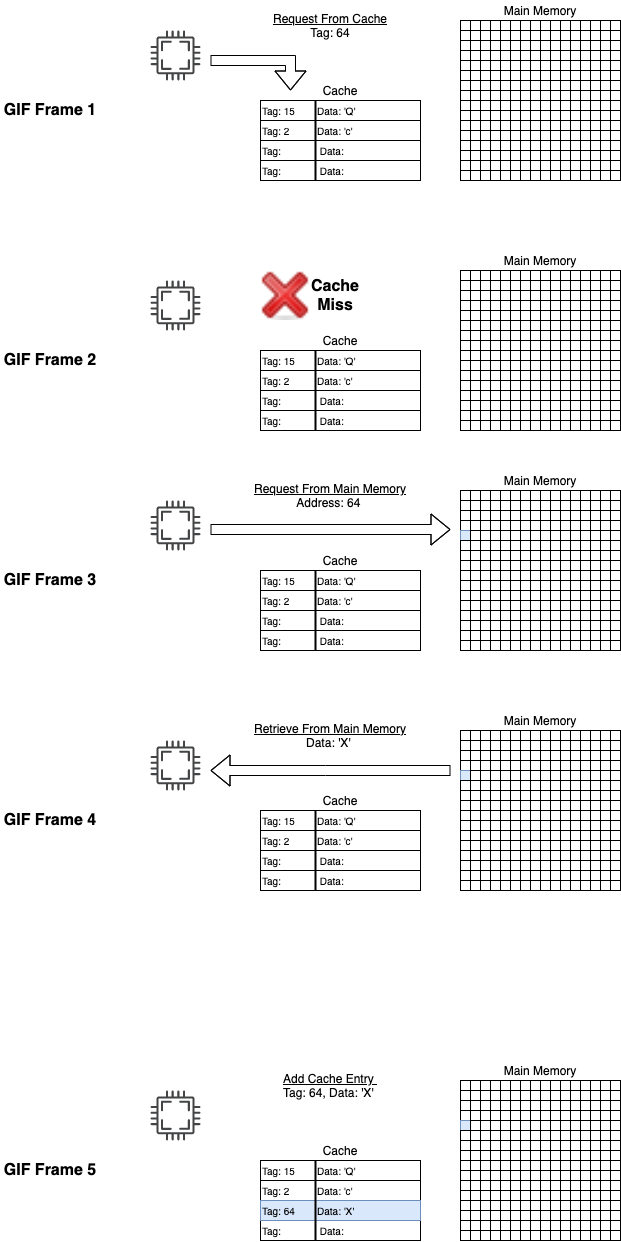 Request From Cache
Tag: 64
Main Memory
GIF Frame 1
Cache
Tag: 15 Data: 'Q'
Tag: 2 Data: 'c'
Tag: Data:
Tag: Data:
Main Memory
Cache
Miss
GIF Frame 2
Cache
Tag: 15 Data: 'Q'
Tag: 2 Data: 'c'
Tag: Data:
Tag: Data:
Main Memory
Request From Main Memory
Address: 64
GIF Frame 3
Cache
Tag: 15 Data: 'Q'
Tag: 2 Data: 'c'
Tag: Data:
Tag: Data:
Main Memory
Retrieve From Main Memory
Data: 'X'
GIF Frame 4
Cache
Tag: 15 Data: 'Q'
Tag: 2 Data: 'c'
Tag: Data:
Tag: Data:
Main Memory
Add Cache Entry
Tag: 64, Data: 'X'
GIF Frame 5
Cache
Tag: 15 Data: 'Q'
Tag: 2 Data: 'c'
Tag: 64 Data: 'X'
Tag: Data: